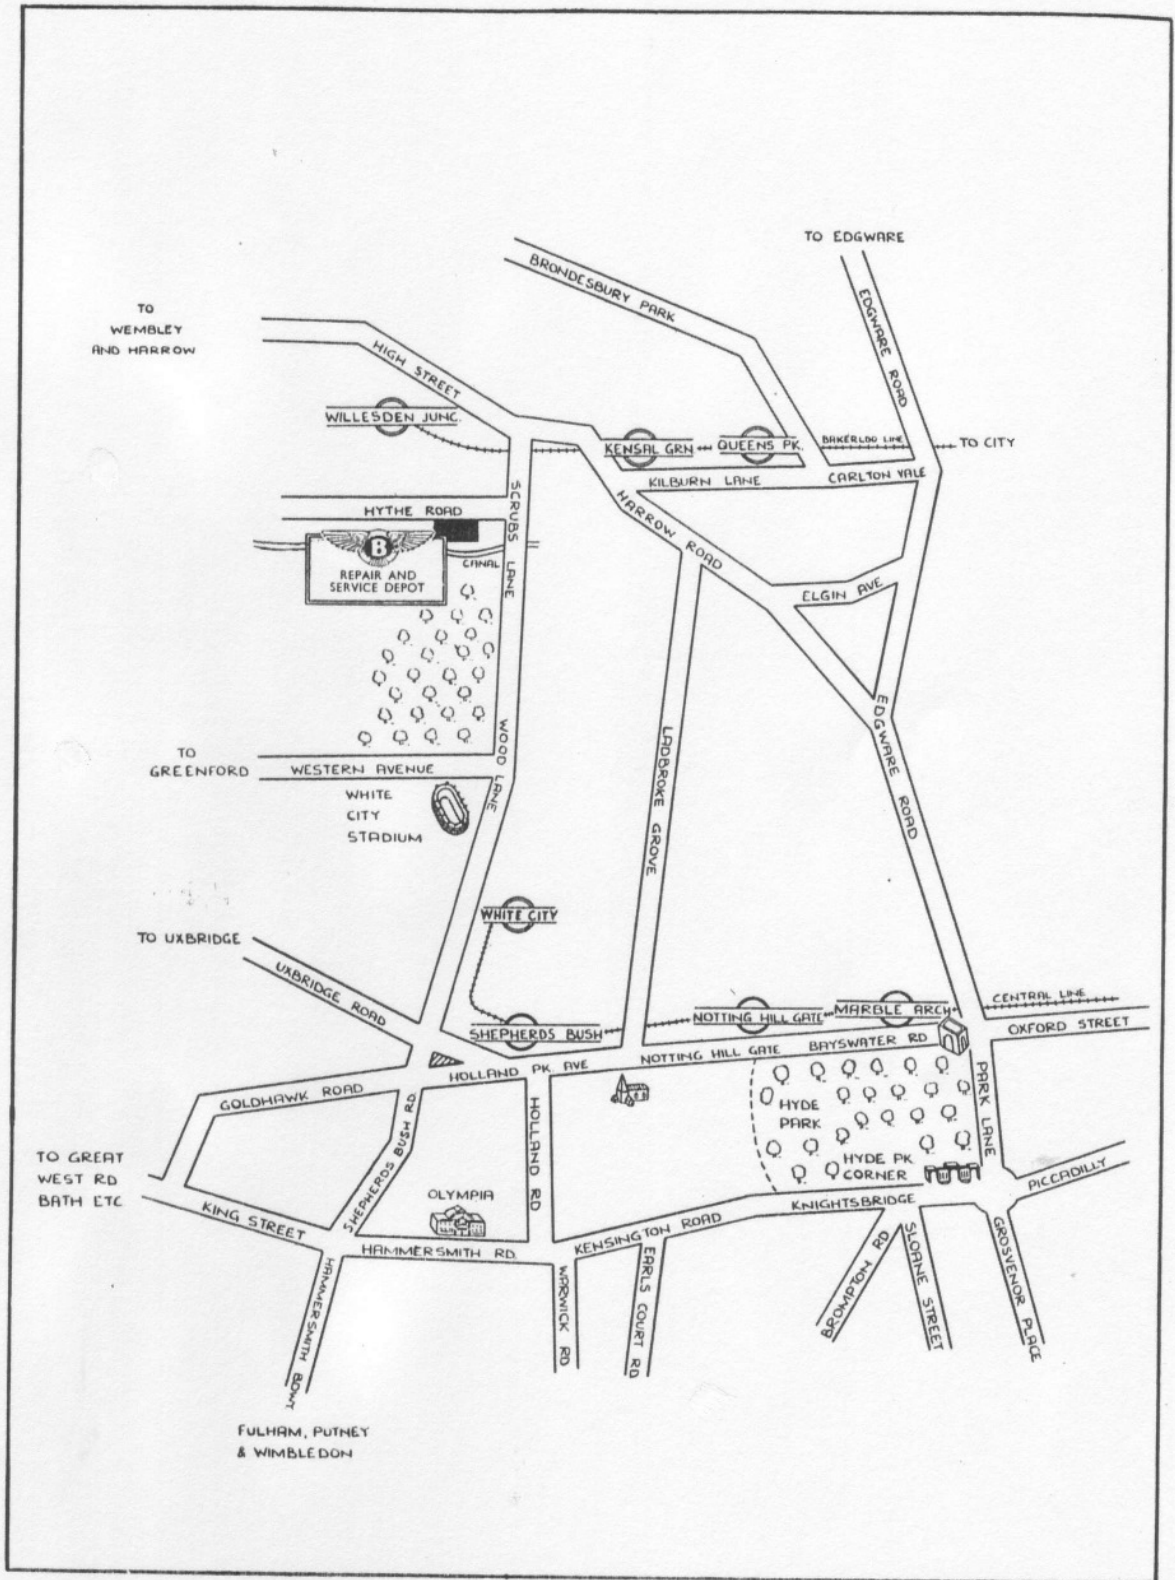 TO EDGWARE
BRONDESBURY PARK
EDGWARE ROAD
TO
WEMBLEY
AND HARROW
HIGH STREET
WILLESDEN JUNC.
KENSAL GRN
QUEENS PK.
BAKERLOO LINE
TO CITY
KILBURN LANE
CARLTON VALE
SCRUBS LANE
HYTHE ROAD
HARROW ROAD
B
REPAIR AND
SERVICE DEPOT
CANAL
ELGIN AVE
EDGWARE ROAD
WOOD LANE
LADBROKE GROVE
TO
GREENFORD
WESTERN AVENUE
WHITE
CITY
STADIUM
WHITE CITY
TO UXBRIDGE
UXBRIDGE ROAD
SHEPHERDS BUSH
NOTTING HILL GATE
MARBLE ARCH
CENTRAL LINE
OXFORD STREET
HOLLAND PK. AVE
NOTTING HILL GATE
BAYSWATER RD
GOLDHAWK ROAD
SHEPHERDS BUSH RD.
HOLLAND RD
HYDE
PARK
PARK LANE
HYDE PK
CORNER
TO GREAT
WEST RD
BATH ETC
KING STREET
OLYMPIA
HAMMERSMITH RD.
KENSINGTON ROAD
KNIGHTSBRIDGE
PICCADILLY
HAMMERSMITH BDWY
WARWICK RD
EARLS COURT RD
BROMPTON RD
SLOANE STREET
GROSVENOR PLACE
FULHAM, PUTNEY
& WIMBLEDON